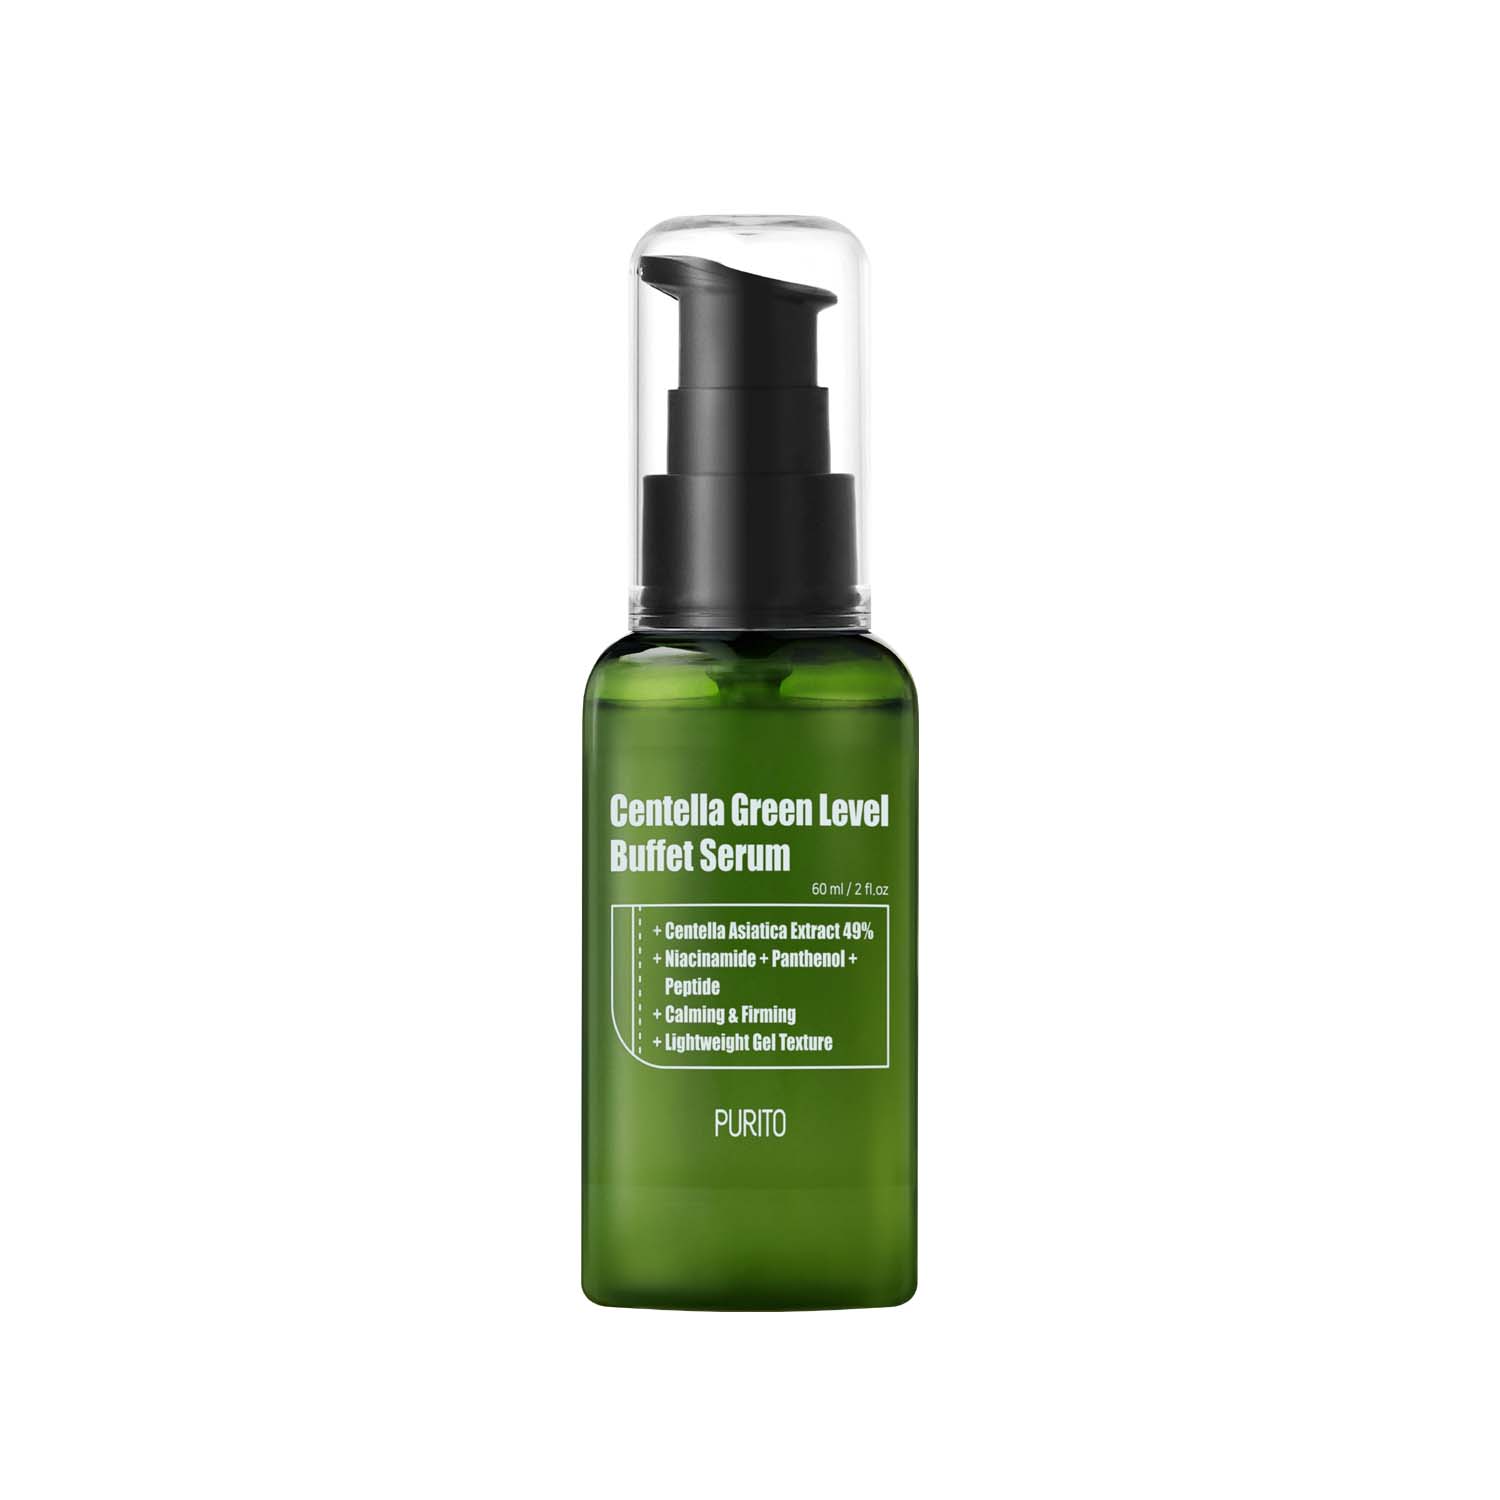 Centella Green Level
Buffet Serum
60 ml / 2 fl.oz
+ Centella Asiatica Extract 49%
+ Niacinamide + Panthenol +
Peptide
+ Calming & Firming
+ Lightweight Gel Texture
PURITO